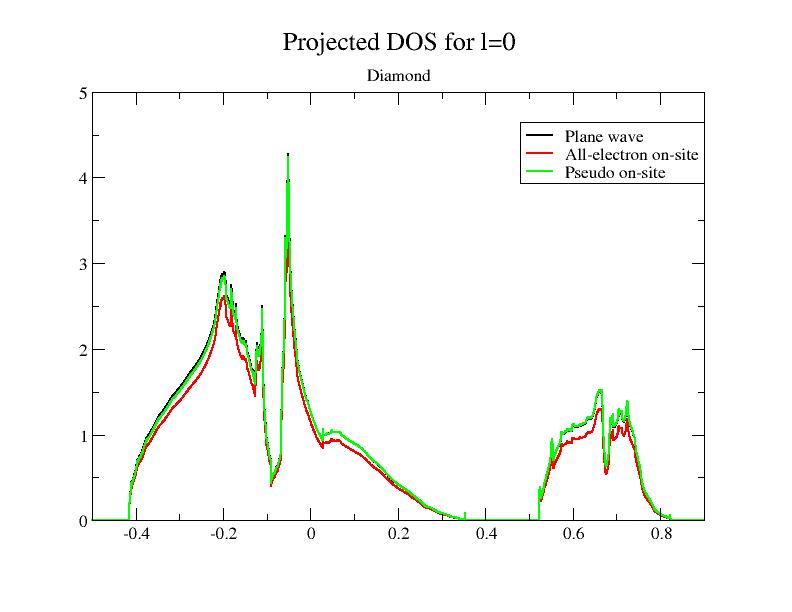 Projected DOS for l=0
Diamond
5
Plane wave
All-electron on-site
Pseudo on-site
4
3
2
1
0
-0.4 -0.2 0 0.2 0.4 0.6 0.8